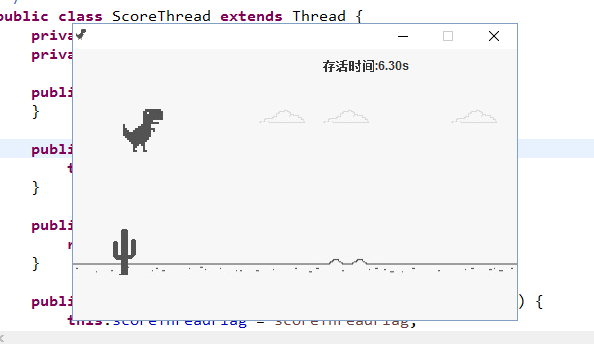 public class ScoreThread extends Thread {
priva
priva
存活时间:6.30s
publi
}
publi
t
}
publi
r
}
publi ) {
this.scoreThreadFlag = scoreThreadFlag;